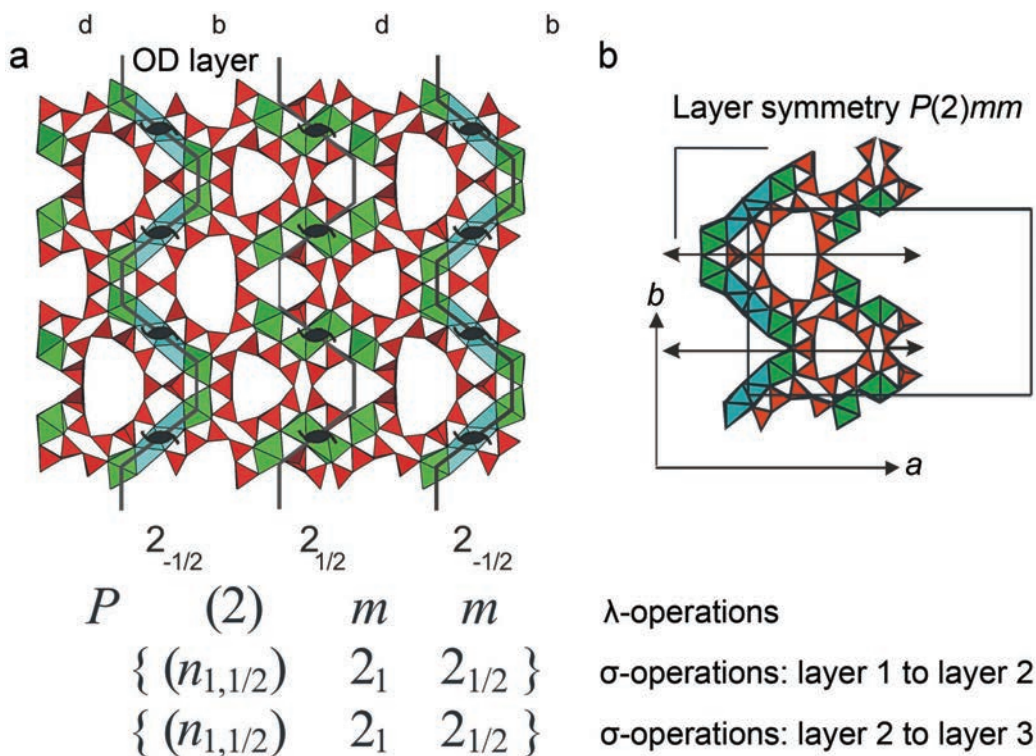 d b d b
a OD layer
b
Layer symmetry P(2)mm
b
a
2-1/2 21/2 2-1/2
P (2) m m λ-operations
{ (n1,1/2) 21 21/2 } σ-operations: layer 1 to layer 2
{ (n1,1/2) 21 21/2 } σ-operations: layer 2 to layer 3